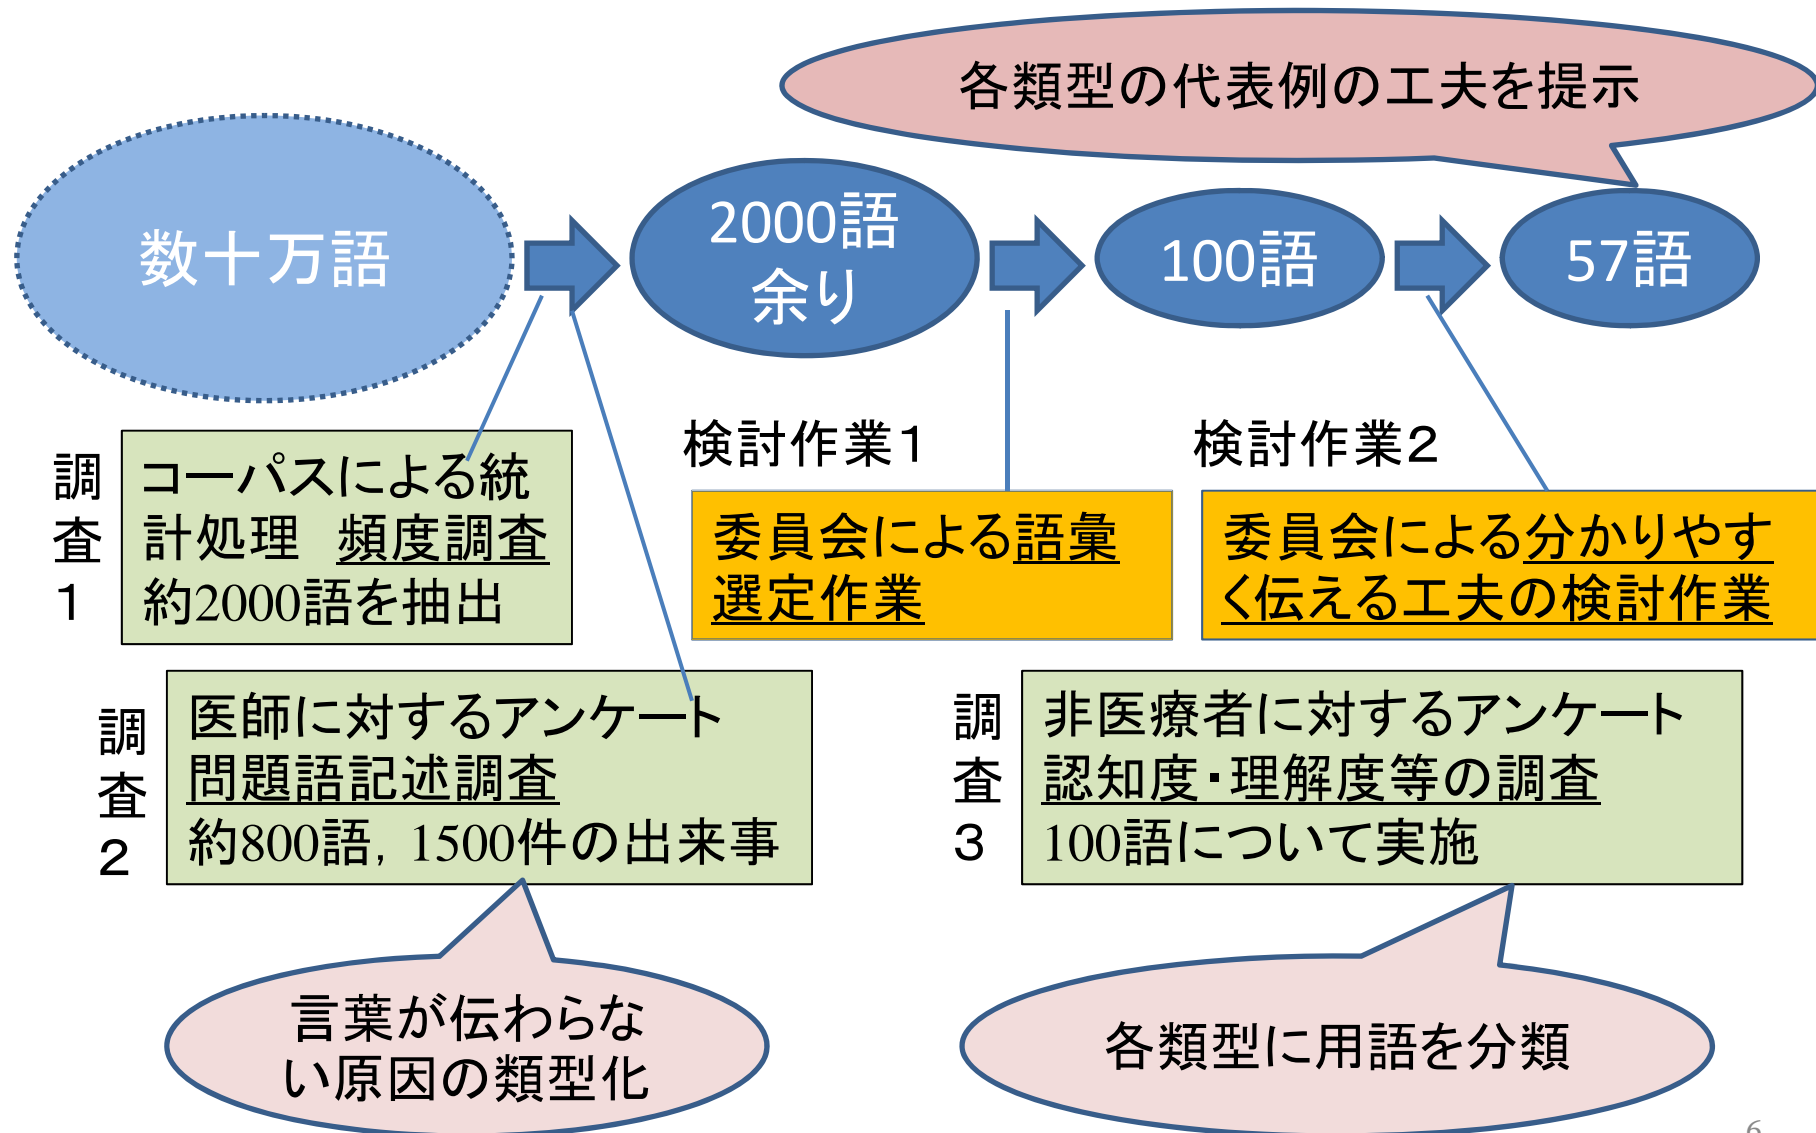 各類型の代表例の工夫を提示
数十万語
2000語
余り
100語
57語
調
査
1
コーパスによる統
計処理　頻度調査
約2000語を抽出
検討作業1
委員会による語彙
選定作業
検討作業2
委員会による分かりやす
く伝える工夫の検討作業
調
査
2
医師に対するアンケート
問題語記述調査
約800語，1500件の出来事
調
査
3
非医療者に対するアンケート
認知度・理解度等の調査
100語について実施
言葉が伝わらな
い原因の類型化
各類型に用語を分類
6